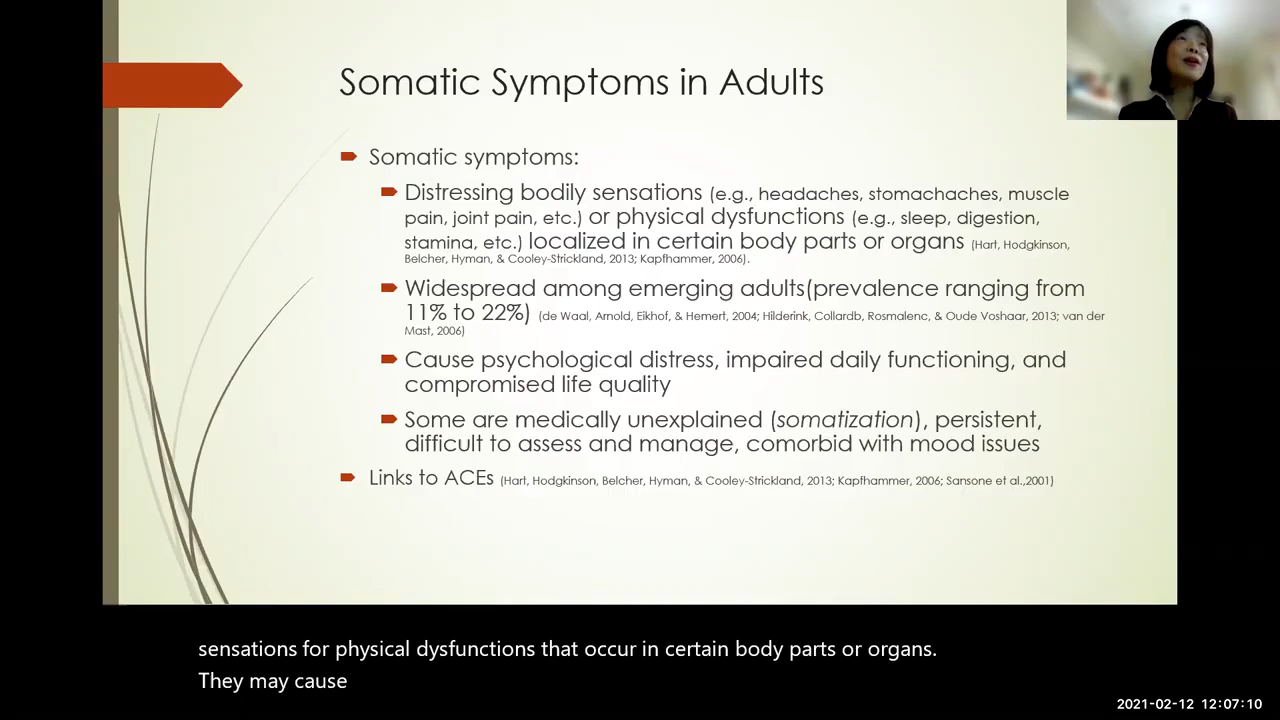 Somatic Symptoms in Adults
Somatic symptoms:
Distressing bodily sensations (e.g., headaches, stomachaches, muscle
pain, joint pain, etc.) or physical dysfunctions (e.g., sleep, digestion,
stamina, etc.) localized in certain body parts or organs (Hart, Hodgkinson,
Belcher, Hyman, & Cooley-Strickland, 2013; Kapfhammer, 2006).
Widespread among emerging adults(prevalence ranging from
11% to 22%) (de Waal, Arnold, Eikhof, & Hemert, 2004; Hilderink, Collardb, Rosmalenc, & Oude Voshaar, 2013; van der
Mast, 2006)
Cause psychological distress, impaired daily functioning, and
compromised life quality
Some are medically unexplained (somatization), persistent,
difficult to assess and manage, comorbid with mood issues
Links to ACEs (Hart, Hodgkinson, Belcher, Hyman, & Cooley-Strickland, 2013; Kapfhammer, 2006; Sansone et al.,2001)
sensations for physical dysfunctions that occur in certain body parts or organs.
They may cause
2021-02-12 12:07:10